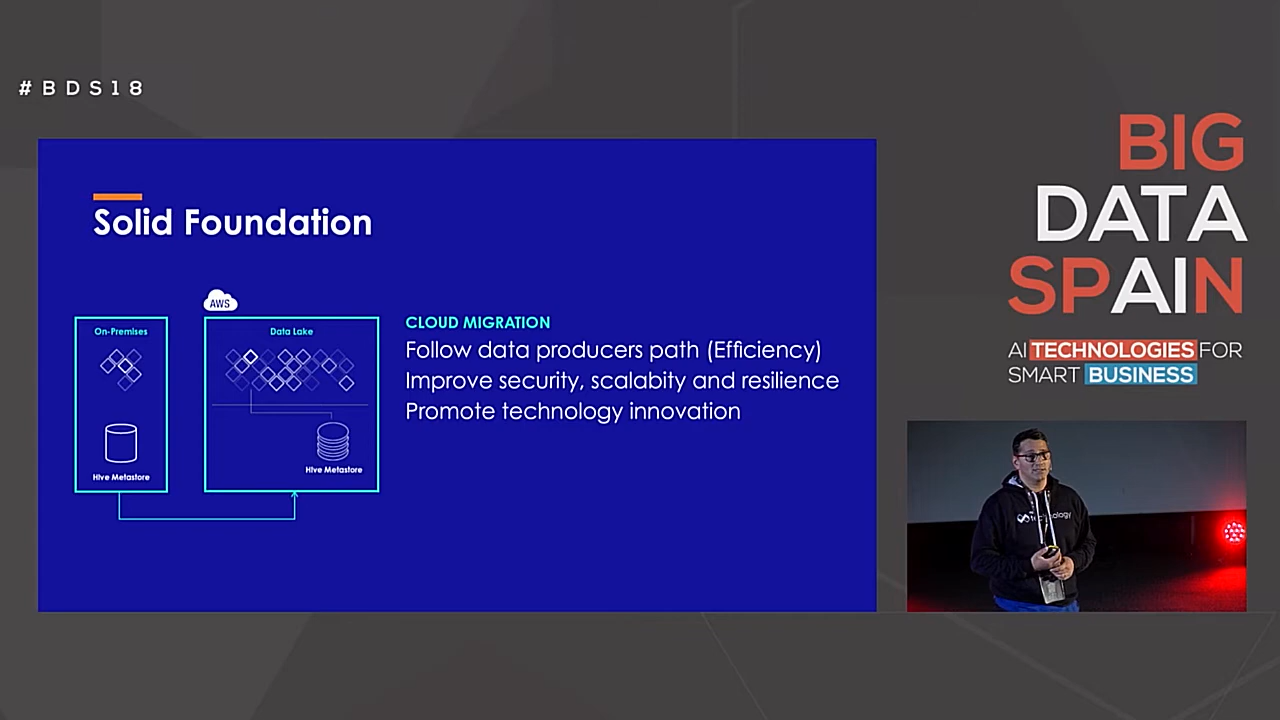 #BDS18
Solid Foundation
AWS
On-Premises
Data Lake
Hive Metastore
Hive Metastore
CLOUD MIGRATION
Follow data producers path (Efficiency)
Improve security, scalabity and resilience
Promote technology innovation
BIG
DATA
SPAIN
AI TECHNOLOGIES FOR
SMART BUSINESS
technology